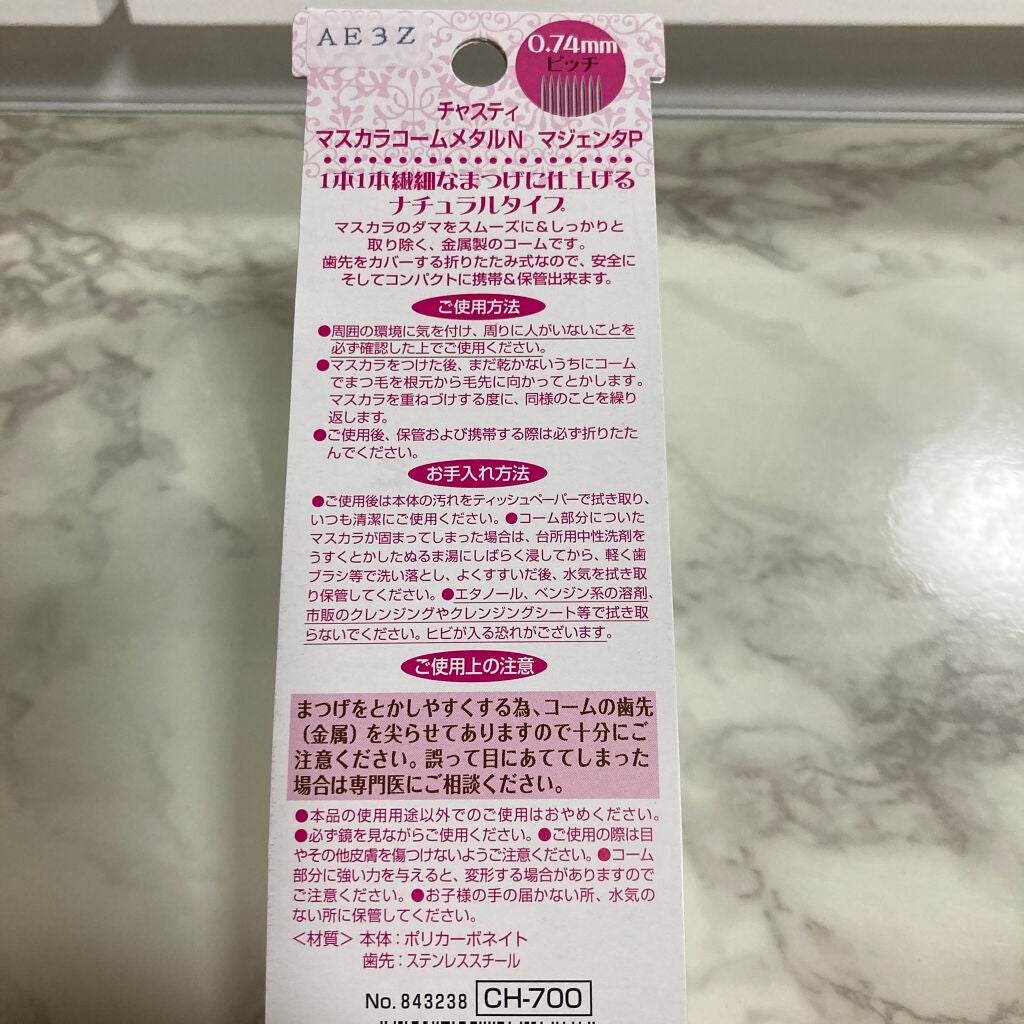 AE3Z
0.74mm
ピッチ
チャスティ
マスカラコームメタルN マジェンタP
1本1本繊細なまつげに仕上げる
ナチュラルタイプ
マスカラのダマをスムーズに&しっかりと
取り除く、金属製のコームです。
歯先をカバーする折りたたみ式なので、安全に
そしてコンパクトに携帯&保管出来ます。
ご使用方法
●周囲の環境に気を付け、周りに人がいないことを
必ず確認した上でご使用ください。
●マスカラをつけた後、まだ乾かないうちにコーム
でまつ毛を根元から毛先に向かってとかします。
マスカラを重ねづけする度に、同様のことを繰り
返します。
●ご使用後、保管および携帯する際は必ず折りたた
んでください。
お手入れ方法
●ご使用後は本体の汚れをティッシュペーパーで拭き取り、
いつも清潔にご使用ください。●コーム部分についた
マスカラが固まってしまった場合は、台所用中性洗剤を
うすくとかしたぬるま湯にしばらく浸してから、軽く歯
ブラシ等で洗い落とし、よくすすいだ後、水気を拭き取
り保管してください。●エタノール、ベンジン系の溶剤、
市販のクレンジングやクレンジングシート等で拭き取
らないでください。ヒビが入る恐れがございます。
ご使用上の注意
まつげをとかしやすくする為、コームの歯先
(金属)を尖らせてありますので十分にご
注意ください。誤って目にあててしまった
場合は専門医にご相談ください。
●本品の使用用途以外でのご使用はおやめください。
●必ず鏡を見ながらご使用ください。●ご使用の際は目
やその他皮膚を傷つけないようご注意ください。●コーム
部分に強い力を与えると、変形する場合がありますので
ご注意ください。●お子様の手の届かない所、水気の
ない所に保管してください。
<材質>本体:ポリカーボネイト
歯先:ステンレススチール
No. 843238 CH-700